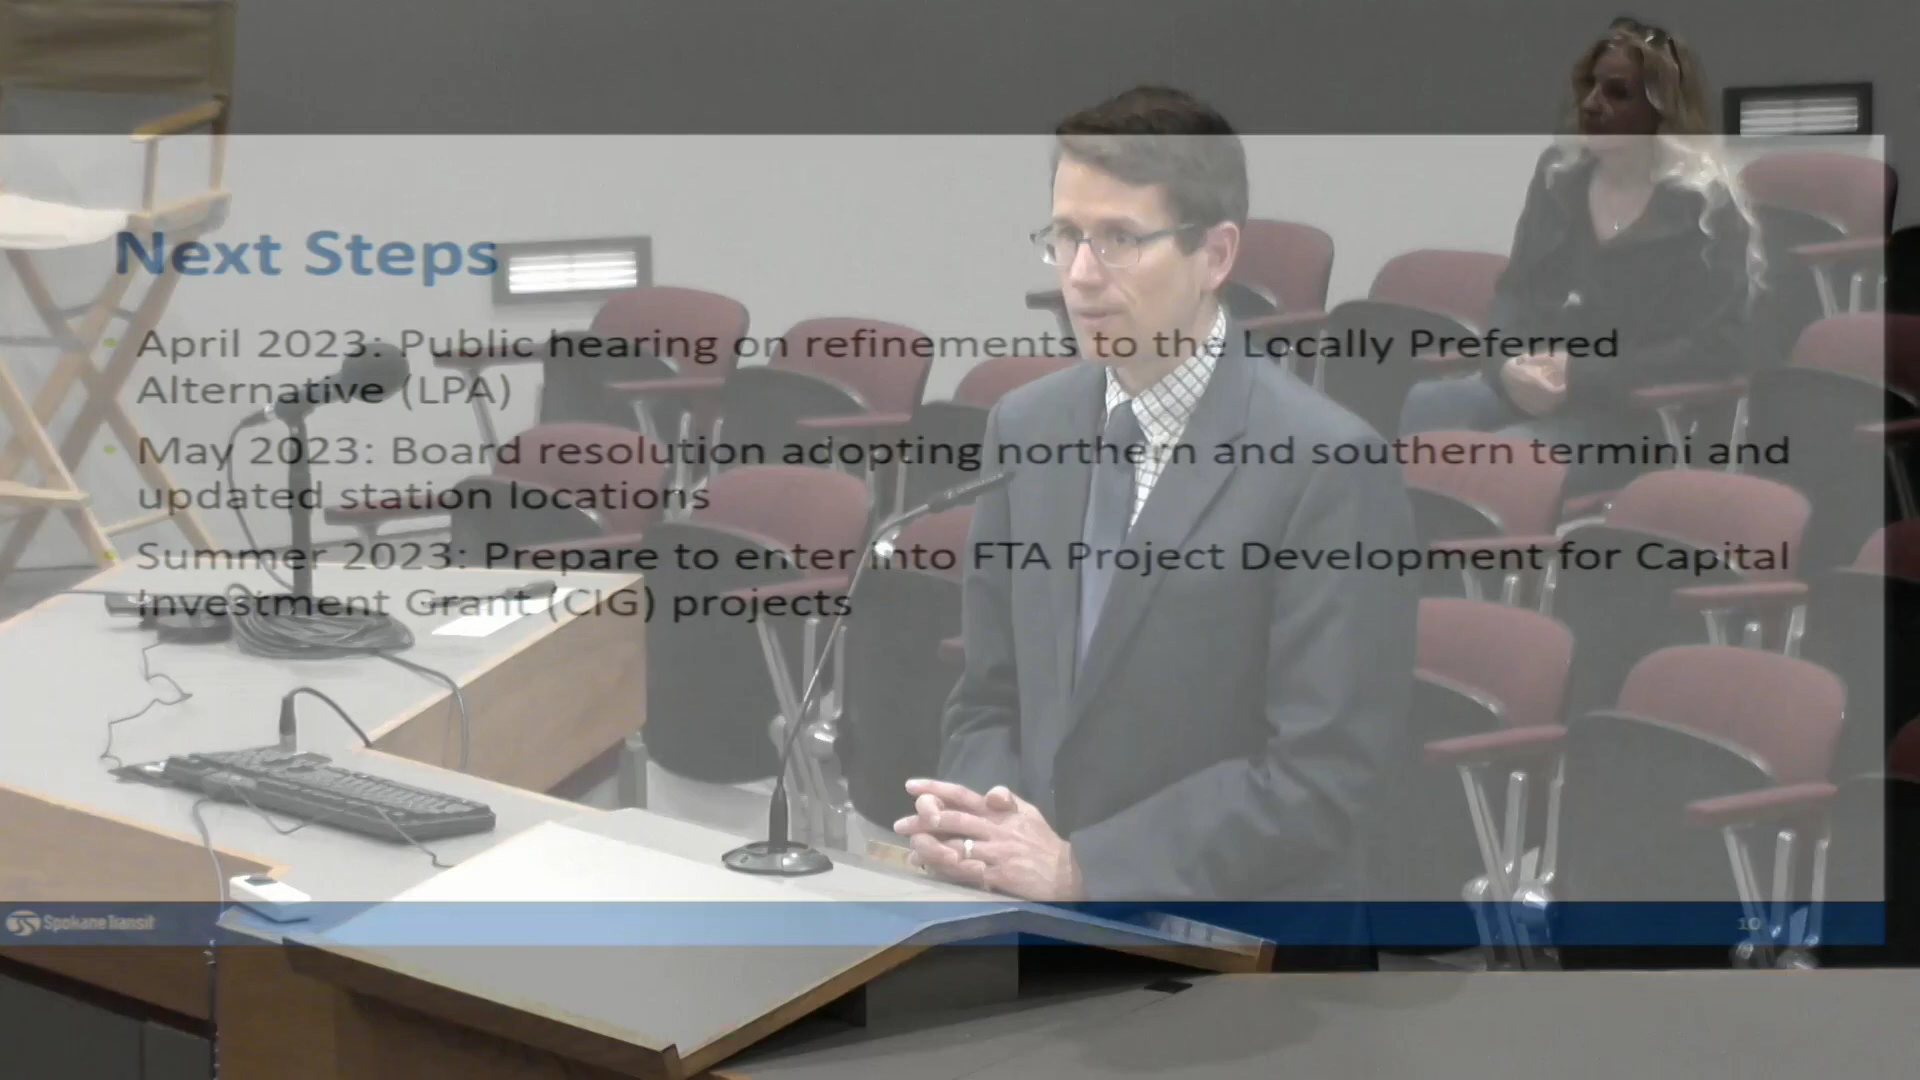 Next Steps
April 2023: Public hearing on refinements to the Locally Preferred
Alternative (LPA)
May 2023: Board resolution adopting northern and southern termini and
updated station locations
Summer 2023: Prepare to enter into FTA Project Development for Capital
Investment Grant (CIG) projects
Spokane Transit
10